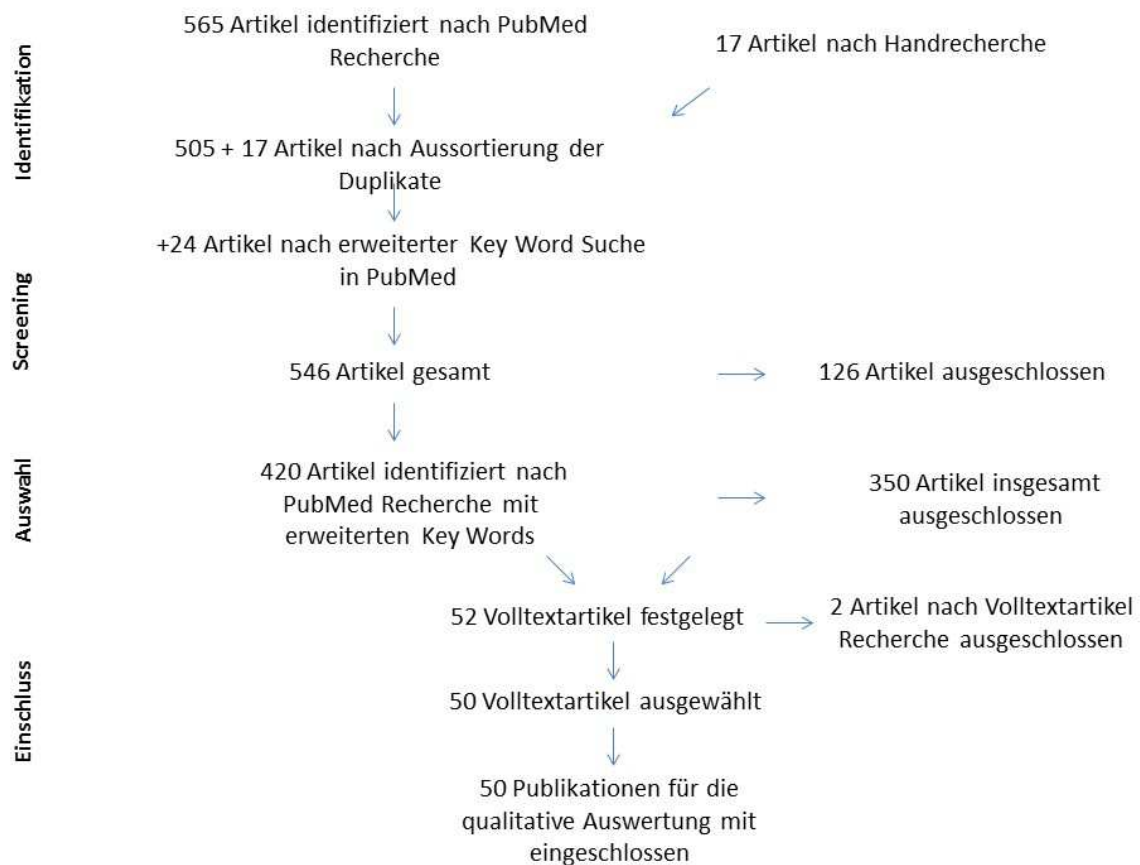 Identifikation
565 Artikel identifiziert nach PubMed
Recherche
17 Artikel nach Handrecherche
505 + 17 Artikel nach Aussortierung der
Duplikate
Screening
+24 Artikel nach erweiterter Key Word Suche
in PubMed
546 Artikel gesamt
126 Artikel ausgeschlossen
Auswahl
420 Artikel identifiziert nach
PubMed Recherche mit
erweiterten Key Words
350 Artikel insgesamt
ausgeschlossen
Einschluss
52 Volltextartikel festgelegt
2 Artikel nach Volltextartikel
Recherche ausgeschlossen
50 Volltextartikel ausgewählt
50 Publikationen für die
qualitative Auswertung mit
eingeschlossen